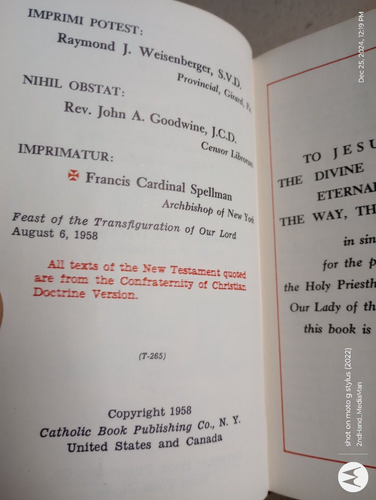 IMPRIMI POTEST:
Raymond J. Weisenberger, S.V.D.
Provincial, Girard, Pa.
NIHIL OBSTAT:
Rev. John A. Goodwine, J.C.D.
Censor Librorum
IMPRIMATUR:
✠ Francis Cardinal Spellman
Archbishop of New York
Feast of the Transfiguration of Our Lord
August 6, 1958
All texts of the New Testament quoted
are from the Confraternity of Christian
Doctrine Version.
(T-265)
Copyright 1958
Catholic Book Publishing Co., N. Y.
United States and Canada
TO JESU
THE DIVINE
ETERNAL
THE WAY, TH
in sin
for the p
the Holy Priesth
Our Lady of th
this book is
Dec 25, 2024, 12:19 PM
shot on moto g stylus (2022)
2ndHand_MediaMan